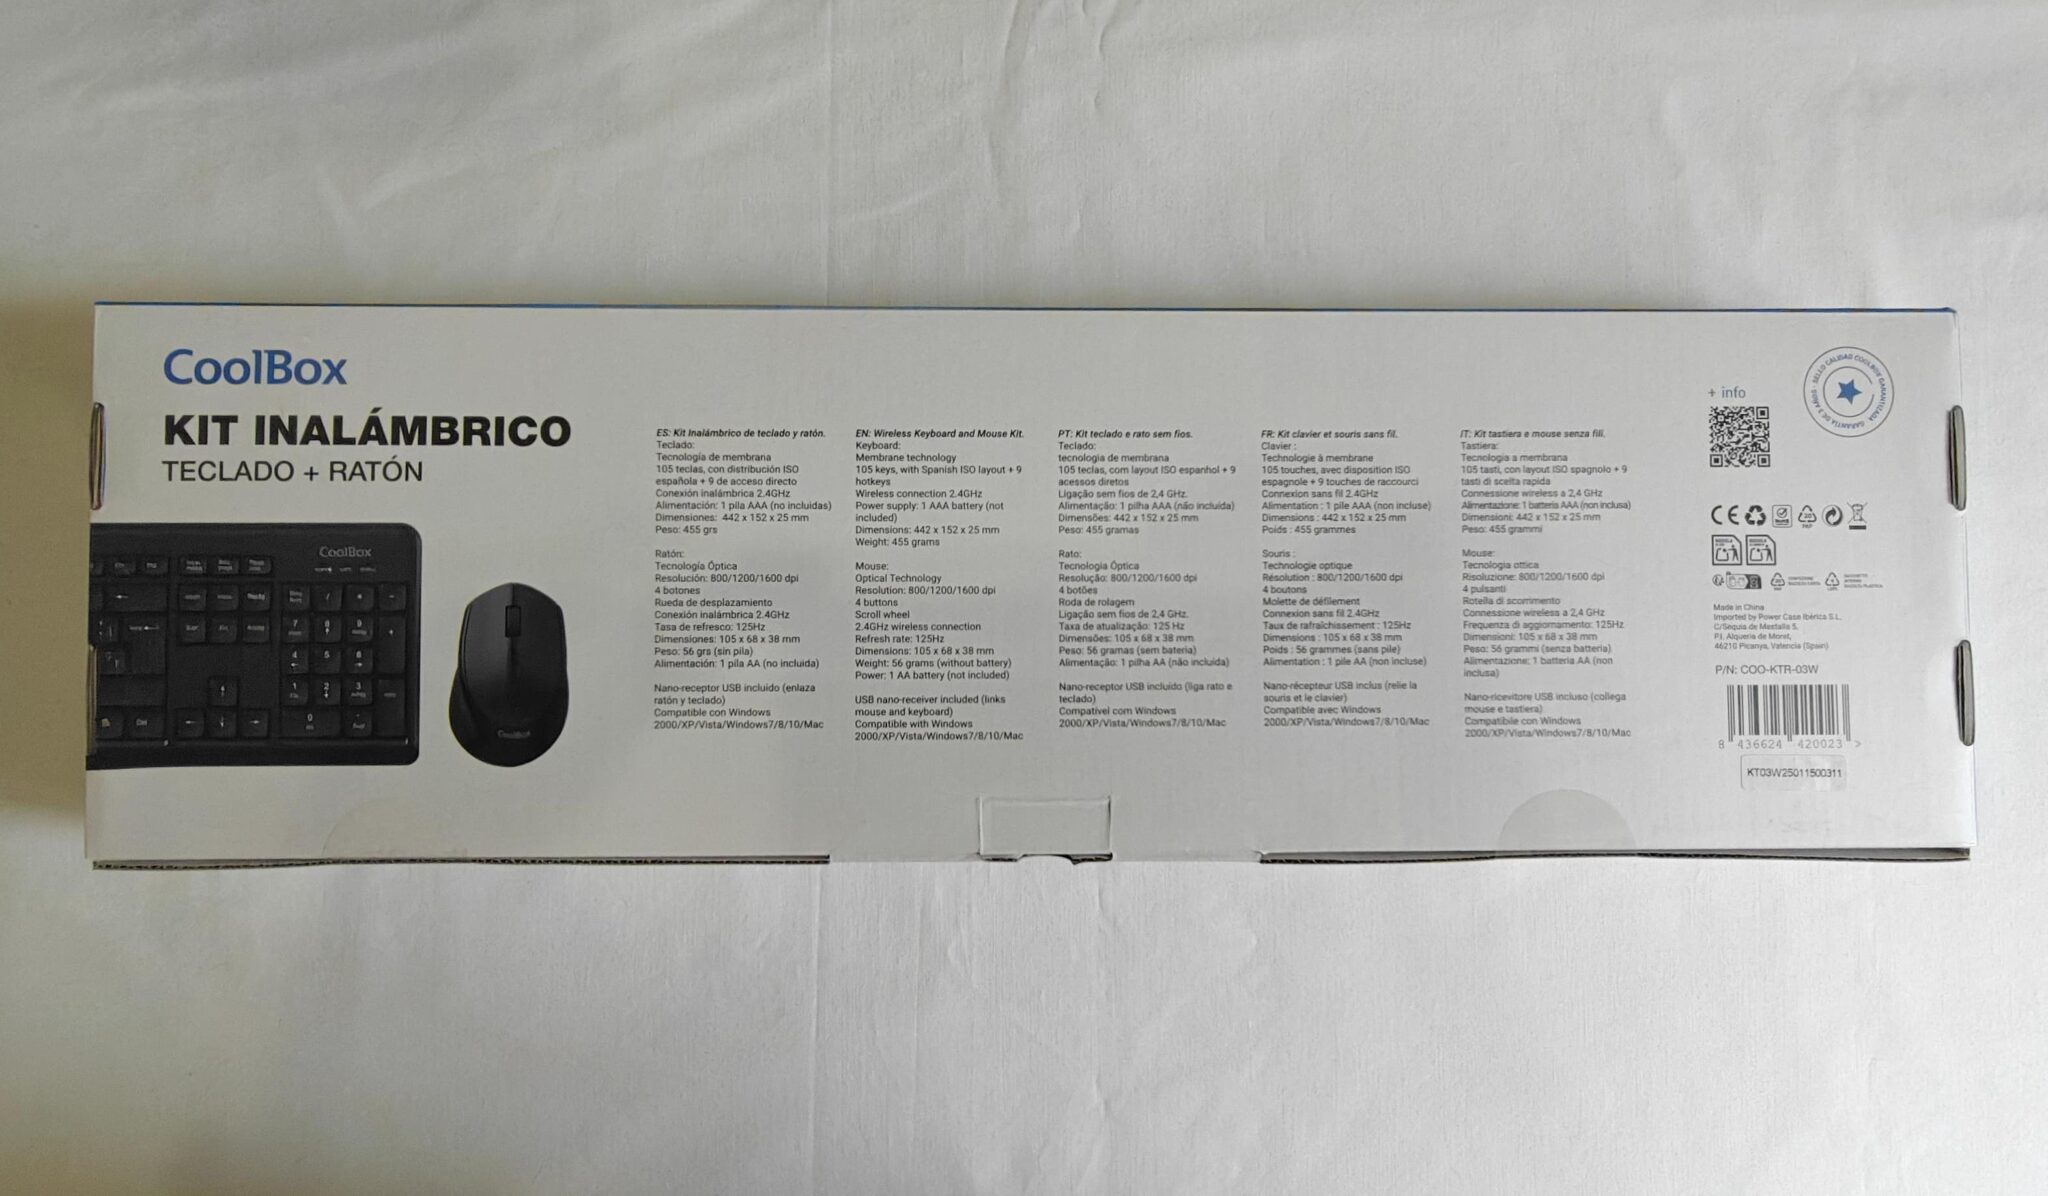 CoolBox
KIT INALÁMBRICO
TECLADO + RATÓN
CoolBox
CoolBox
ES: Kit Inalámbrico de teclado y ratón.
Teclado:
Tecnología de membrana
105 teclas, con distribución ISO
española + 9 de acceso directo
Conexión inalámbrica 2.4GHz
Alimentación: 1 pila AAA (no incluidas)
Dimensiones: 442 x 152 x 25 mm
Peso: 455 grs
Ratón:
Tecnología Óptica
Resolución: 800/1200/1600 dpi
4 botones
Rueda de desplazamiento
Conexión inalámbrica 2.4GHz
Tasa de refresco: 125Hz
Dimensiones: 105 x 68 x 38 mm
Peso: 56 grs (sin pila)
Alimentación: 1 pila AA (no incluida)
Nano-receptor USB incluido (enlaza
ratón y teclado)
Compatible con Windows
2000/XP/Vista/Windows7/8/10/Mac
EN: Wireless Keyboard and Mouse Kit.
Keyboard:
Membrane technology
105 keys, with Spanish ISO layout + 9
hotkeys
Wireless connection 2.4GHz
Power supply: 1 AAA battery (not
included)
Dimensions: 442 x 152 x 25 mm
Weight: 455 grams
Mouse:
Optical Technology
Resolution: 800/1200/1600 dpi
4 buttons
Scroll wheel
2.4GHz wireless connection
Refresh rate: 125Hz
Dimensions: 105 x 68 x 38 mm
Weight: 56 grams (without battery)
Power: 1 AA battery (not included)
USB nano-receiver included (links
mouse and keyboard)
Compatible with Windows
2000/XP/Vista/Windows7/8/10/Mac
PT: Kit teclado e rato sem fios.
Teclado:
tecnologia de membrana
105 teclas, com layout ISO espanhol + 9
acessos diretos
Ligação sem fios de 2,4 GHz.
Alimentação: 1 pilha AAA (não incluída)
Dimensões: 442 x 152 x 25 mm
Peso: 455 gramas
Rato:
Tecnologia Óptica
Resolução: 800/1200/1600 dpi
4 botões
Roda de rolagem
Ligação sem fios de 2,4 GHz.
Taxa de atualização: 125 Hz
Dimensões: 105 x 68 x 38 mm
Peso: 56 gramas (sem bateria)
Alimentação: 1 pilha AA (não incluída)
Nano-receptor USB incluído (liga rato e
teclado)
Compatível com Windows
2000/XP/Vista/Windows7/8/10/Mac
FR: Kit clavier et souris sans fil.
Clavier :
Technologie à membrane
105 touches, avec disposition ISO
espagnole + 9 touches de raccourci
Connexion sans fil 2.4GHz
Alimentation : 1 pile AAA (non incluse)
Dimensions : 442 x 152 x 25 mm
Poids : 455 grammes
Souris :
Technologie optique
Résolution : 800/1200/1600 dpi
4 boutons
Molette de défilement
Connexion sans fil 2.4GHz
Taux de rafraîchissement : 125Hz
Dimensions : 105 x 68 x 38 mm
Poids : 56 grammes (sans pile)
Alimentation : 1 pile AA (non incluse)
Nano-récepteur USB inclus (relie la
souris et le clavier)
Compatible avec Windows
2000/XP/Vista/Windows7/8/10/Mac
IT: Kit tastiera e mouse senza fili.
Tastiera:
Tecnologia a membrana
105 tasti, con layout ISO spagnolo + 9
tasti di scelta rapida
Connessione wireless a 2,4 GHz
Alimentazione: 1 batteria AAA (non inclusa)
Dimensioni: 442 x 152 x 25 mm
Peso: 455 grammi
Mouse:
Tecnologia ottica
Risoluzione: 800/1200/1600 dpi
4 pulsanti
Rotella di scorrimento
Connessione wireless a 2,4 GHz
Frequenza di aggiornamento: 125Hz
Dimensioni: 105 x 68 x 38 mm
Peso: 56 grammi (senza batteria)
Alimentazione: 1 batteria AA (non
inclusa)
Nano-ricevitore USB incluso (collega
mouse e tastiera)
Compatibile con Windows
2000/XP/Vista/Windows7/8/10/Mac
+ info
SELLO CALIDAD COOLBOX GARANTIZADA
GARANTÍA DE 3 AÑOS
CE
Made in China
Imported by Power Case Ibérica S.L.
C/Sequia de Mestalla 5,
P.I. Alqueria de Moret,
46210 Picanya, Valencia (Spain)
P/N: COO-KTR-03W
8 436624 420023 >
KT03W25011500311